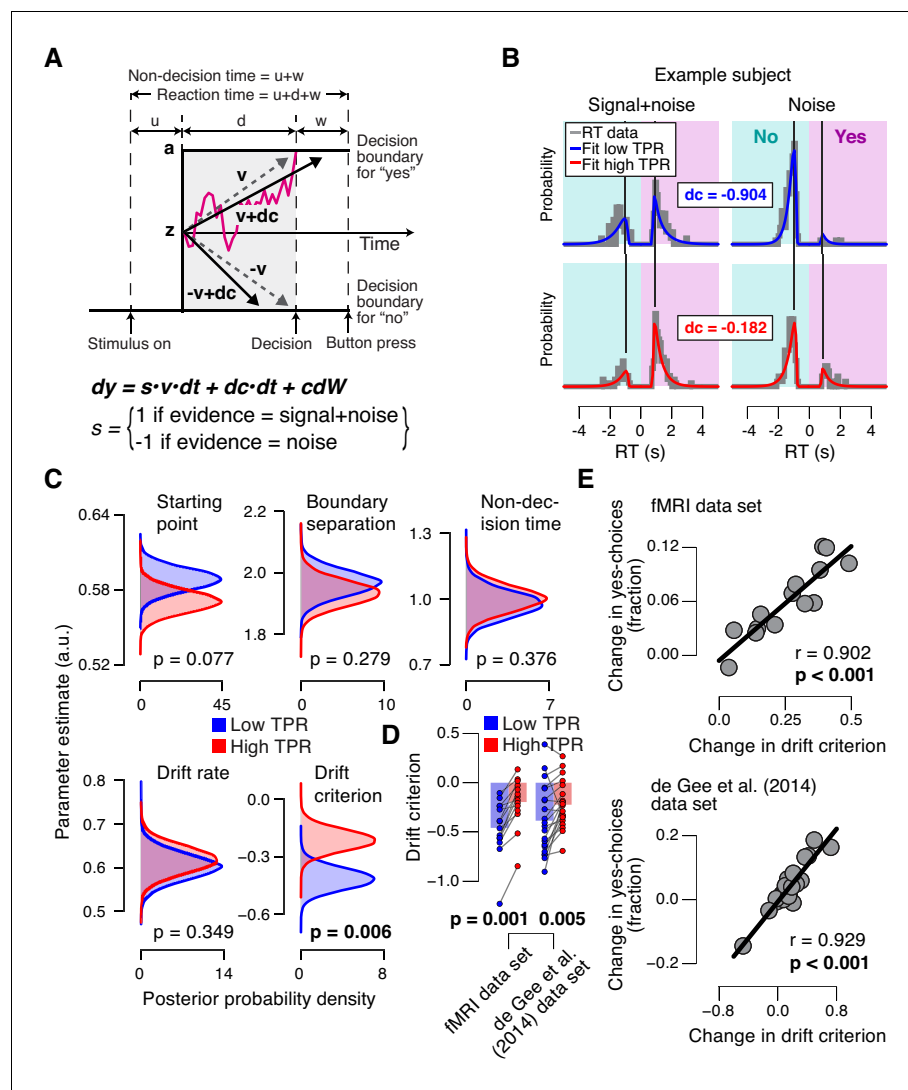 A
Non-decision time = u+w
Reaction time = u+d+w
u
d
w
a
Decision
boundary
for “yes”
v
v+dc
z
Time
-v
-v+dc
Decision
boundary
for “no”
Stimulus on
Decision
Button press
dy = s·v·dt + dc·dt + cdW
s = {1 if evidence = signal+noise
-1 if evidence = noise}
B
Example subject
Signal+noise
Noise
RT data
Fit low TPR
Fit high TPR
No
Yes
Probability
dc = -0.904
Probability
dc = -0.182
-4 -2 0 2 4
-4 -2 0 2 4
RT (s)
RT (s)
C
Parameter estimate (a.u.)
Starting
point
0.64
0.58
0.52
p = 0.077
0 45
Boundary
separation
2.2
2.0
1.8
p = 0.279
0 10
Non-dec-
ision time
1.3
1.0
0.7
p = 0.376
0 7
Low TPR
High TPR
Drift rate
0.8
0.7
0.6
0.5
p = 0.349
0 14
Drift
criterion
0.0
−0.3
−0.6
p = 0.006
0 8
Posterior probability density
D
Low TPR
High TPR
Drift criterion
0.5
−0.0
−0.5
−1.0
p = 0.001 0.005
fMRI data set
de Gee et al.
(2014) data set
E
fMRI data set
Change in yes-choices
(fraction)
0.12
0.06
0.00
r = 0.902
p < 0.001
0.0 0.25 0.5
Change in drift criterion
de Gee et al. (2014)
data set
Change in yes-choices
(fraction)
0.2
0.0
−0.2
r = 0.929
p < 0.001
−0.8 0.0 0.8
Change in drift criterion